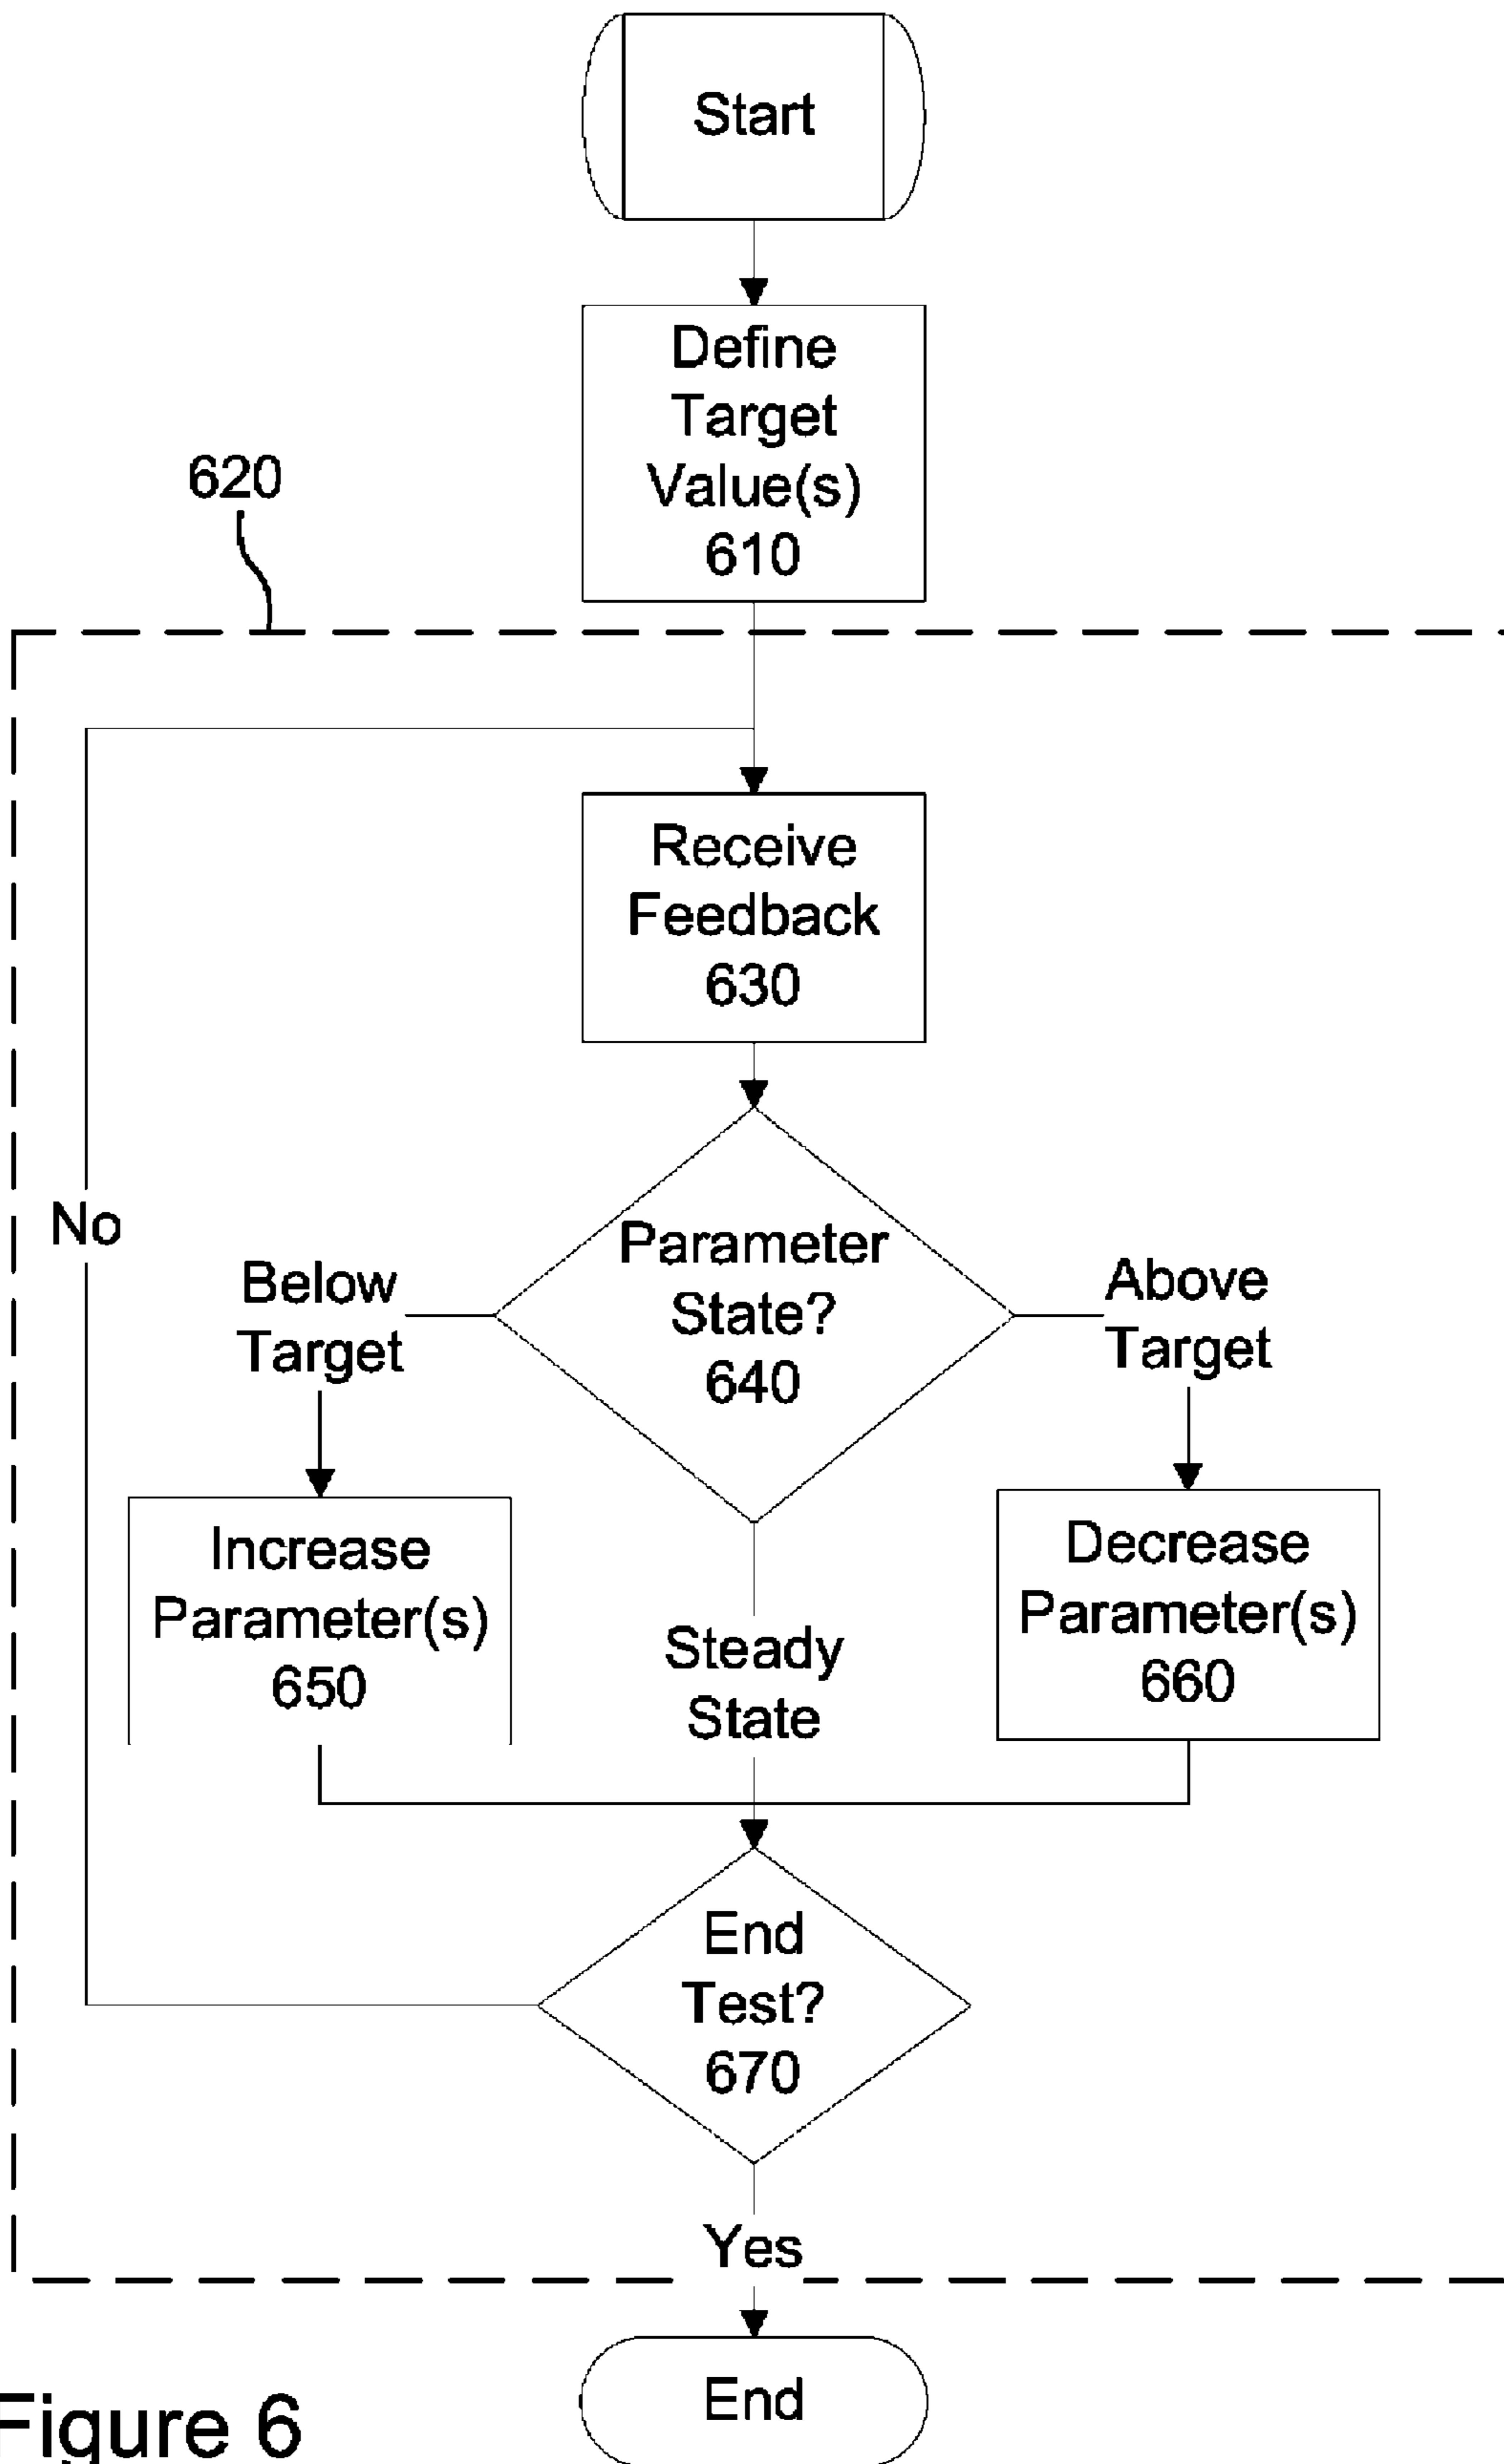 Start
Define
Target
Value(s)
610
620
Receive
Feedback
630
No
Parameter
State?
640
Below
Target
Above
Target
Increase
Parameter(s)
650
Steady
State
Decrease
Parameter(s)
660
End
Test?
670
Yes
End
Figure 6